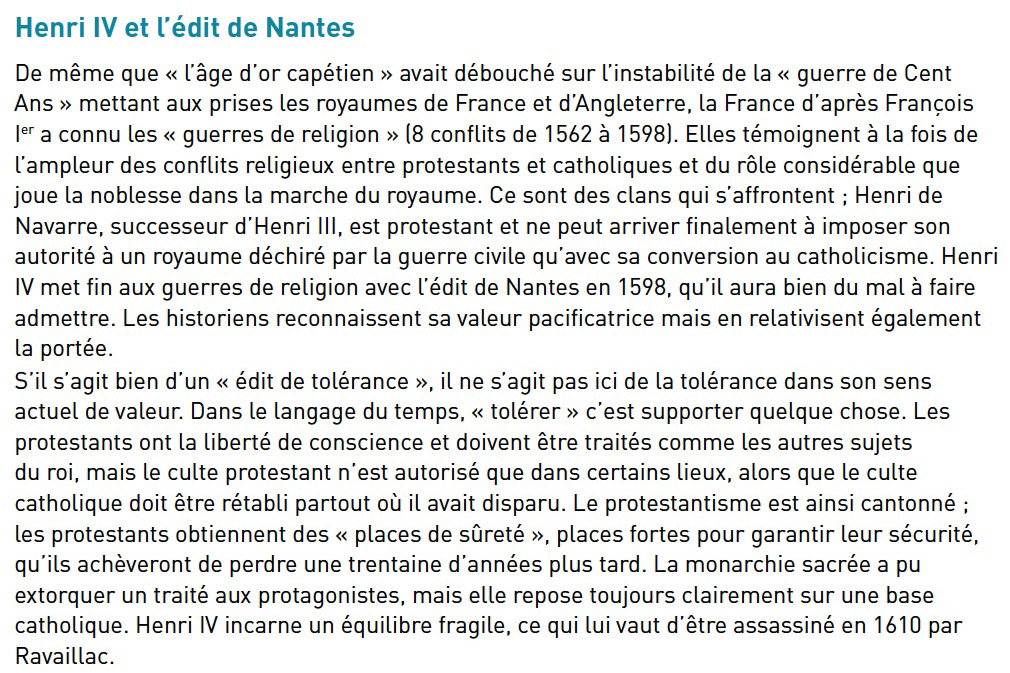 Henri IV et l’édit de Nantes
De même que « l’âge d’or capétien » avait débouché sur l’instabilité de la « guerre de Cent
Ans » mettant aux prises les royaumes de France et d’Angleterre, la France d’après François
Ier a connu les « guerres de religion » (8 conflits de 1562 à 1598). Elles témoignent à la fois de
l’ampleur des conflits religieux entre protestants et catholiques et du rôle considérable que
joue la noblesse dans la marche du royaume. Ce sont des clans qui s’affrontent ; Henri de
Navarre, successeur d’Henri III, est protestant et ne peut arriver finalement à imposer son
autorité à un royaume déchiré par la guerre civile qu’avec sa conversion au catholicisme. Henri
IV met fin aux guerres de religion avec l’édit de Nantes en 1598, qu’il aura bien du mal à faire
admettre. Les historiens reconnaissent sa valeur pacificatrice mais en relativisent également
la portée.
S’il s’agit bien d’un « édit de tolérance », il ne s’agit pas ici de la tolérance dans son sens
actuel de valeur. Dans le langage du temps, « tolérer » c’est supporter quelque chose. Les
protestants ont la liberté de conscience et doivent être traités comme les autres sujets
du roi, mais le culte protestant n’est autorisé que dans certains lieux, alors que le culte
catholique doit être rétabli partout où il avait disparu. Le protestantisme est ainsi cantonné ;
les protestants obtiennent des « places de sûreté », places fortes pour garantir leur sécurité,
qu’ils achèveront de perdre une trentaine d’années plus tard. La monarchie sacrée a pu
extorquer un traité aux protagonistes, mais elle repose toujours clairement sur une base
catholique. Henri IV incarne un équilibre fragile, ce qui lui vaut d’être assassiné en 1610 par
Ravaillac.